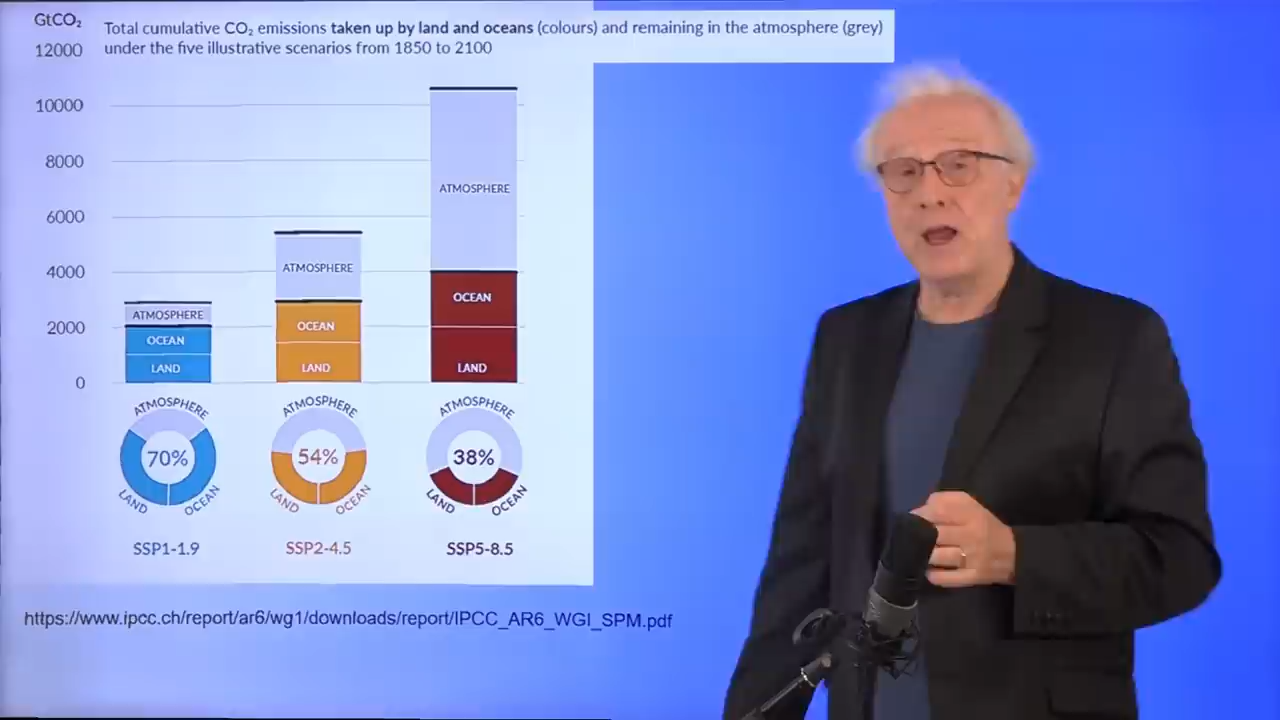 GtCO₂
Total cumulative CO₂ emissions taken up by land and oceans (colours) and remaining in the atmosphere (grey)
under the five illustrative scenarios from 1850 to 2100
12000
10000
8000
6000
4000
2000
0
ATMOSPHERE
OCEAN
LAND
ATMOSPHERE
OCEAN
LAND
ATMOSPHERE
OCEAN
LAND
ATMOSPHERE
70%
LAND
OCEAN
ATMOSPHERE
54%
LAND
OCEAN
ATMOSPHERE
38%
LAND
OCEAN
SSP1-1.9
SSP2-4.5
SSP5-8.5
https://www.ipcc.ch/report/ar6/wg1/downloads/report/IPCC_AR6_WGI_SPM.pdf